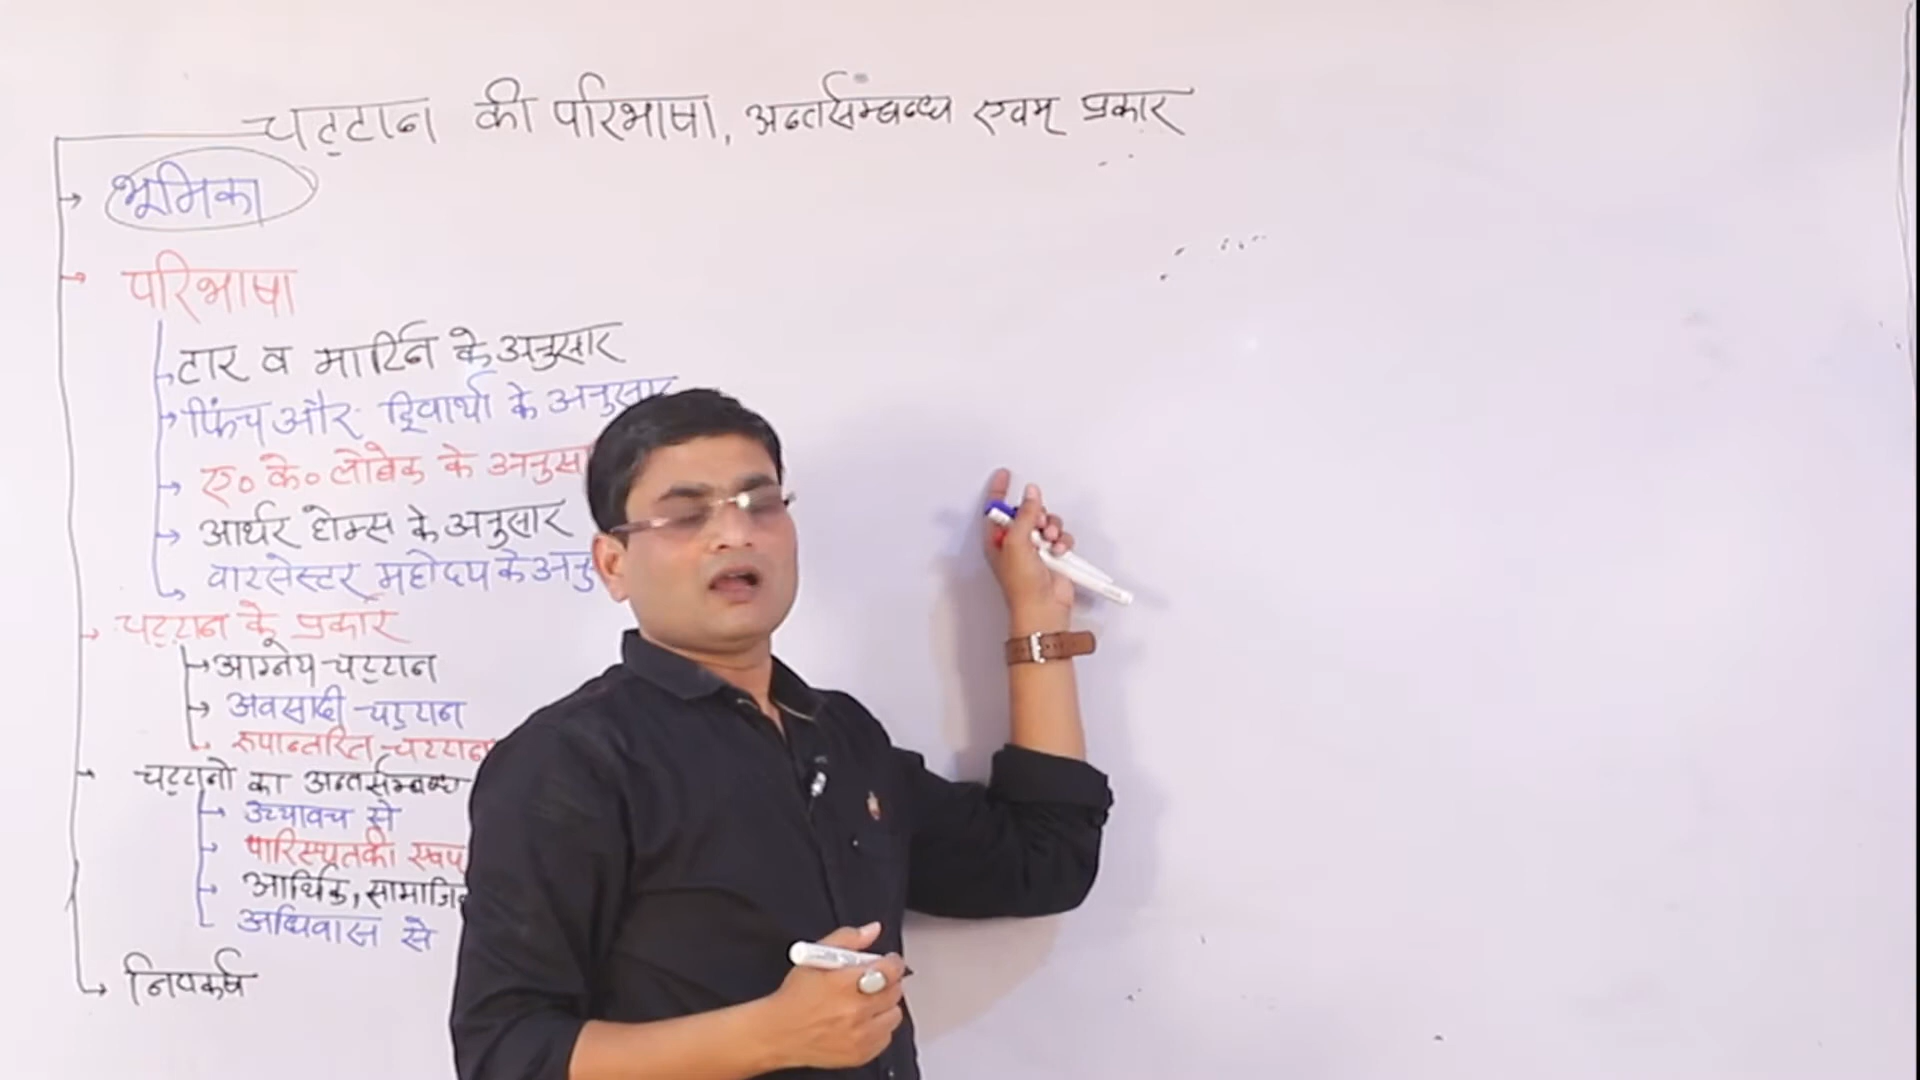 चट्टान की परिभाषा, अन्तर्सम्बन्ध एवम् प्रकार
भूमिका
परिभाषा
टार व मार्टिन के अनुसार
फिंच और ट्रिवार्था के अनुसार
ए० के० लोबेक के अनुसा
आर्थर होम्स के अनुसार
वारसेस्टर महोदय के अनु
चट्टान के प्रकार
आग्नेय चट्टान
अवसादी चट्टान
रूपान्तरित चट्टान
चट्टानों का अन्तर्सम्बन्ध
उच्चावच से
पारिस्थतिकी
आर्थिक, सामाजि
अधिवास से
निष्कर्ष